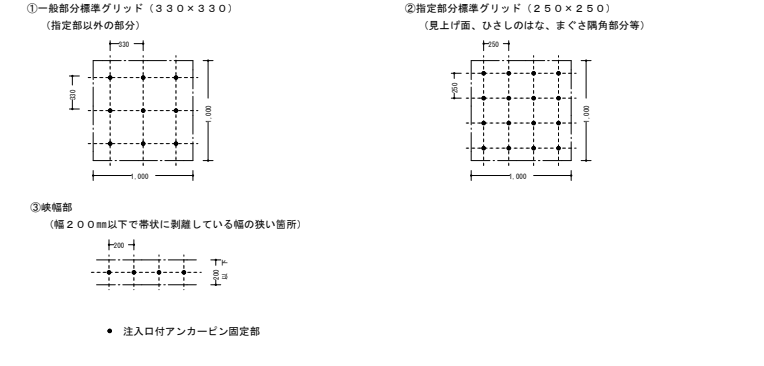 ①一般部分標準グリッド（３３０×３３０）
（指定部以外の部分）
330
330
1,000
1,000
②指定部分標準グリッド（２５０×２５０）
（見上げ面、ひさしのはな、まぐさ隅角部分等）
250
250
1,000
1,000
③峡幅部
（幅２００㎜以下で帯状に剥離している幅の狭い箇所）
200
200以下
● 注入口付アンカーピン固定部